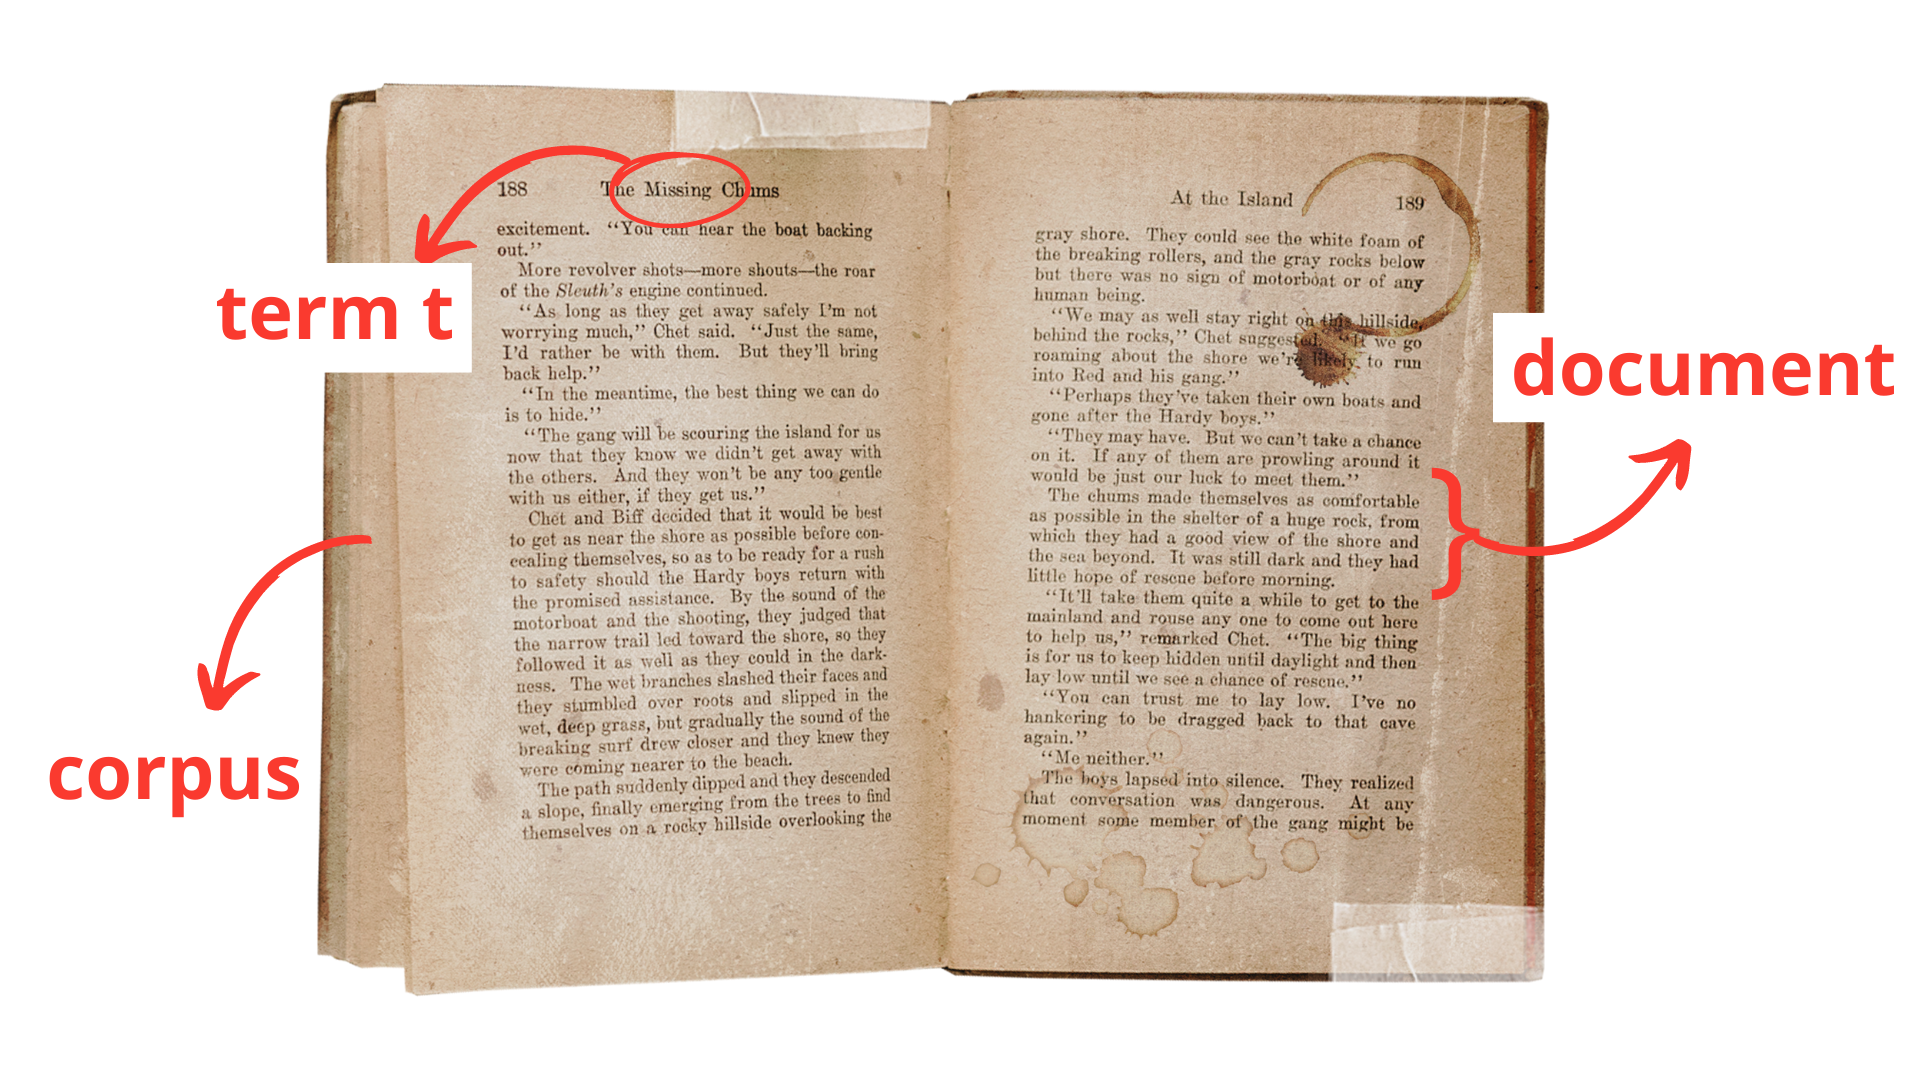 188 The Missing Chums
excitement. “You can hear the boat backing
out.”
More revolver shots—more shouts—the roar
of the Sleuth’s engine continued.
“As long as they get away safely I’m not
worrying much,” Chet said. “Just the same,
I’d rather be with them. But they’ll bring
back help.”
“In the meantime, the best thing we can do
is to hide.”
“The gang will be scouring the island for us
now that they know we didn’t get away with
the others. And they won’t be any too gentle
with us either, if they get us.”
Chet and Biff decided that it would be best
to get as near the shore as possible before con-
cealing themselves, so as to be ready for a rush
to safety should the Hardy boys return with
the promised assistance. By the sound of the
motorboat and the shooting, they judged that
the narrow trail led toward the shore, so they
followed it as well as they could in the dark-
ness. The wet branches slashed their faces and
they stumbled over roots and slipped in the
wet, deep grass, but gradually the sound of the
breaking surf drew closer and they knew they
were coming nearer to the beach.
The path suddenly dipped and they descended
a slope, finally emerging from the trees to find
themselves on a rocky hillside overlooking the
At the Island 189
gray shore. They could see the white foam of
the breaking rollers, and the gray rocks below
but there was no sign of motorboat or of any
human being.
“We may as well stay right on this hillside,
behind the rocks,” Chet suggested. “If we go
roaming about the shore we’re likely to run
into Red and his gang.”
“Perhaps they’ve taken their own boats and
gone after the Hardy boys.”
“They may have. But we can’t take a chance
on it. If any of them are prowling around it
would be just our luck to meet them.”
The chums made themselves as comfortable
as possible in the shelter of a huge rock, from
which they had a good view of the shore and
the sea beyond. It was still dark and they had
little hope of rescue before morning.
“It’ll take them quite a while to get to the
mainland and rouse any one to come out here
to help us,” remarked Chet. “The big thing
is for us to keep hidden until daylight and then
lay low until we see a chance of rescue.”
“You can trust me to lay low. I’ve no
hankering to be dragged back to that cave
again.”
“Me neither.”
The boys lapsed into silence. They realized
that conversation was dangerous. At any
moment some member of the gang might be
term t
document
corpus